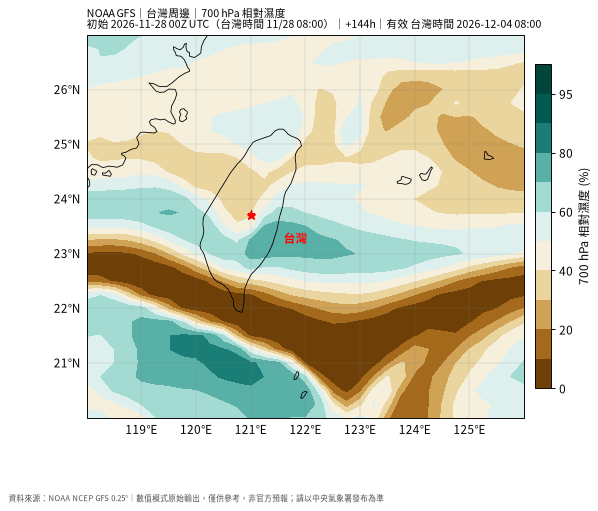 NOAA GFS｜台灣周邊｜700 hPa 相對濕度
初始 2026-11-28 00Z UTC（台灣時間 11/28 08:00）｜+144h｜有效 台灣時間 2026-12-04 08:00
26°N
25°N
24°N
23°N
22°N
21°N
119°E 120°E 121°E 122°E 123°E 124°E 125°E
台灣
95
80
60
40
20
0
700 hPa 相對濕度 (%)
資料來源：NOAA NCEP GFS 0.25°｜數值模式原始輸出，僅供參考，非官方預報；請以中央氣象署發布為準